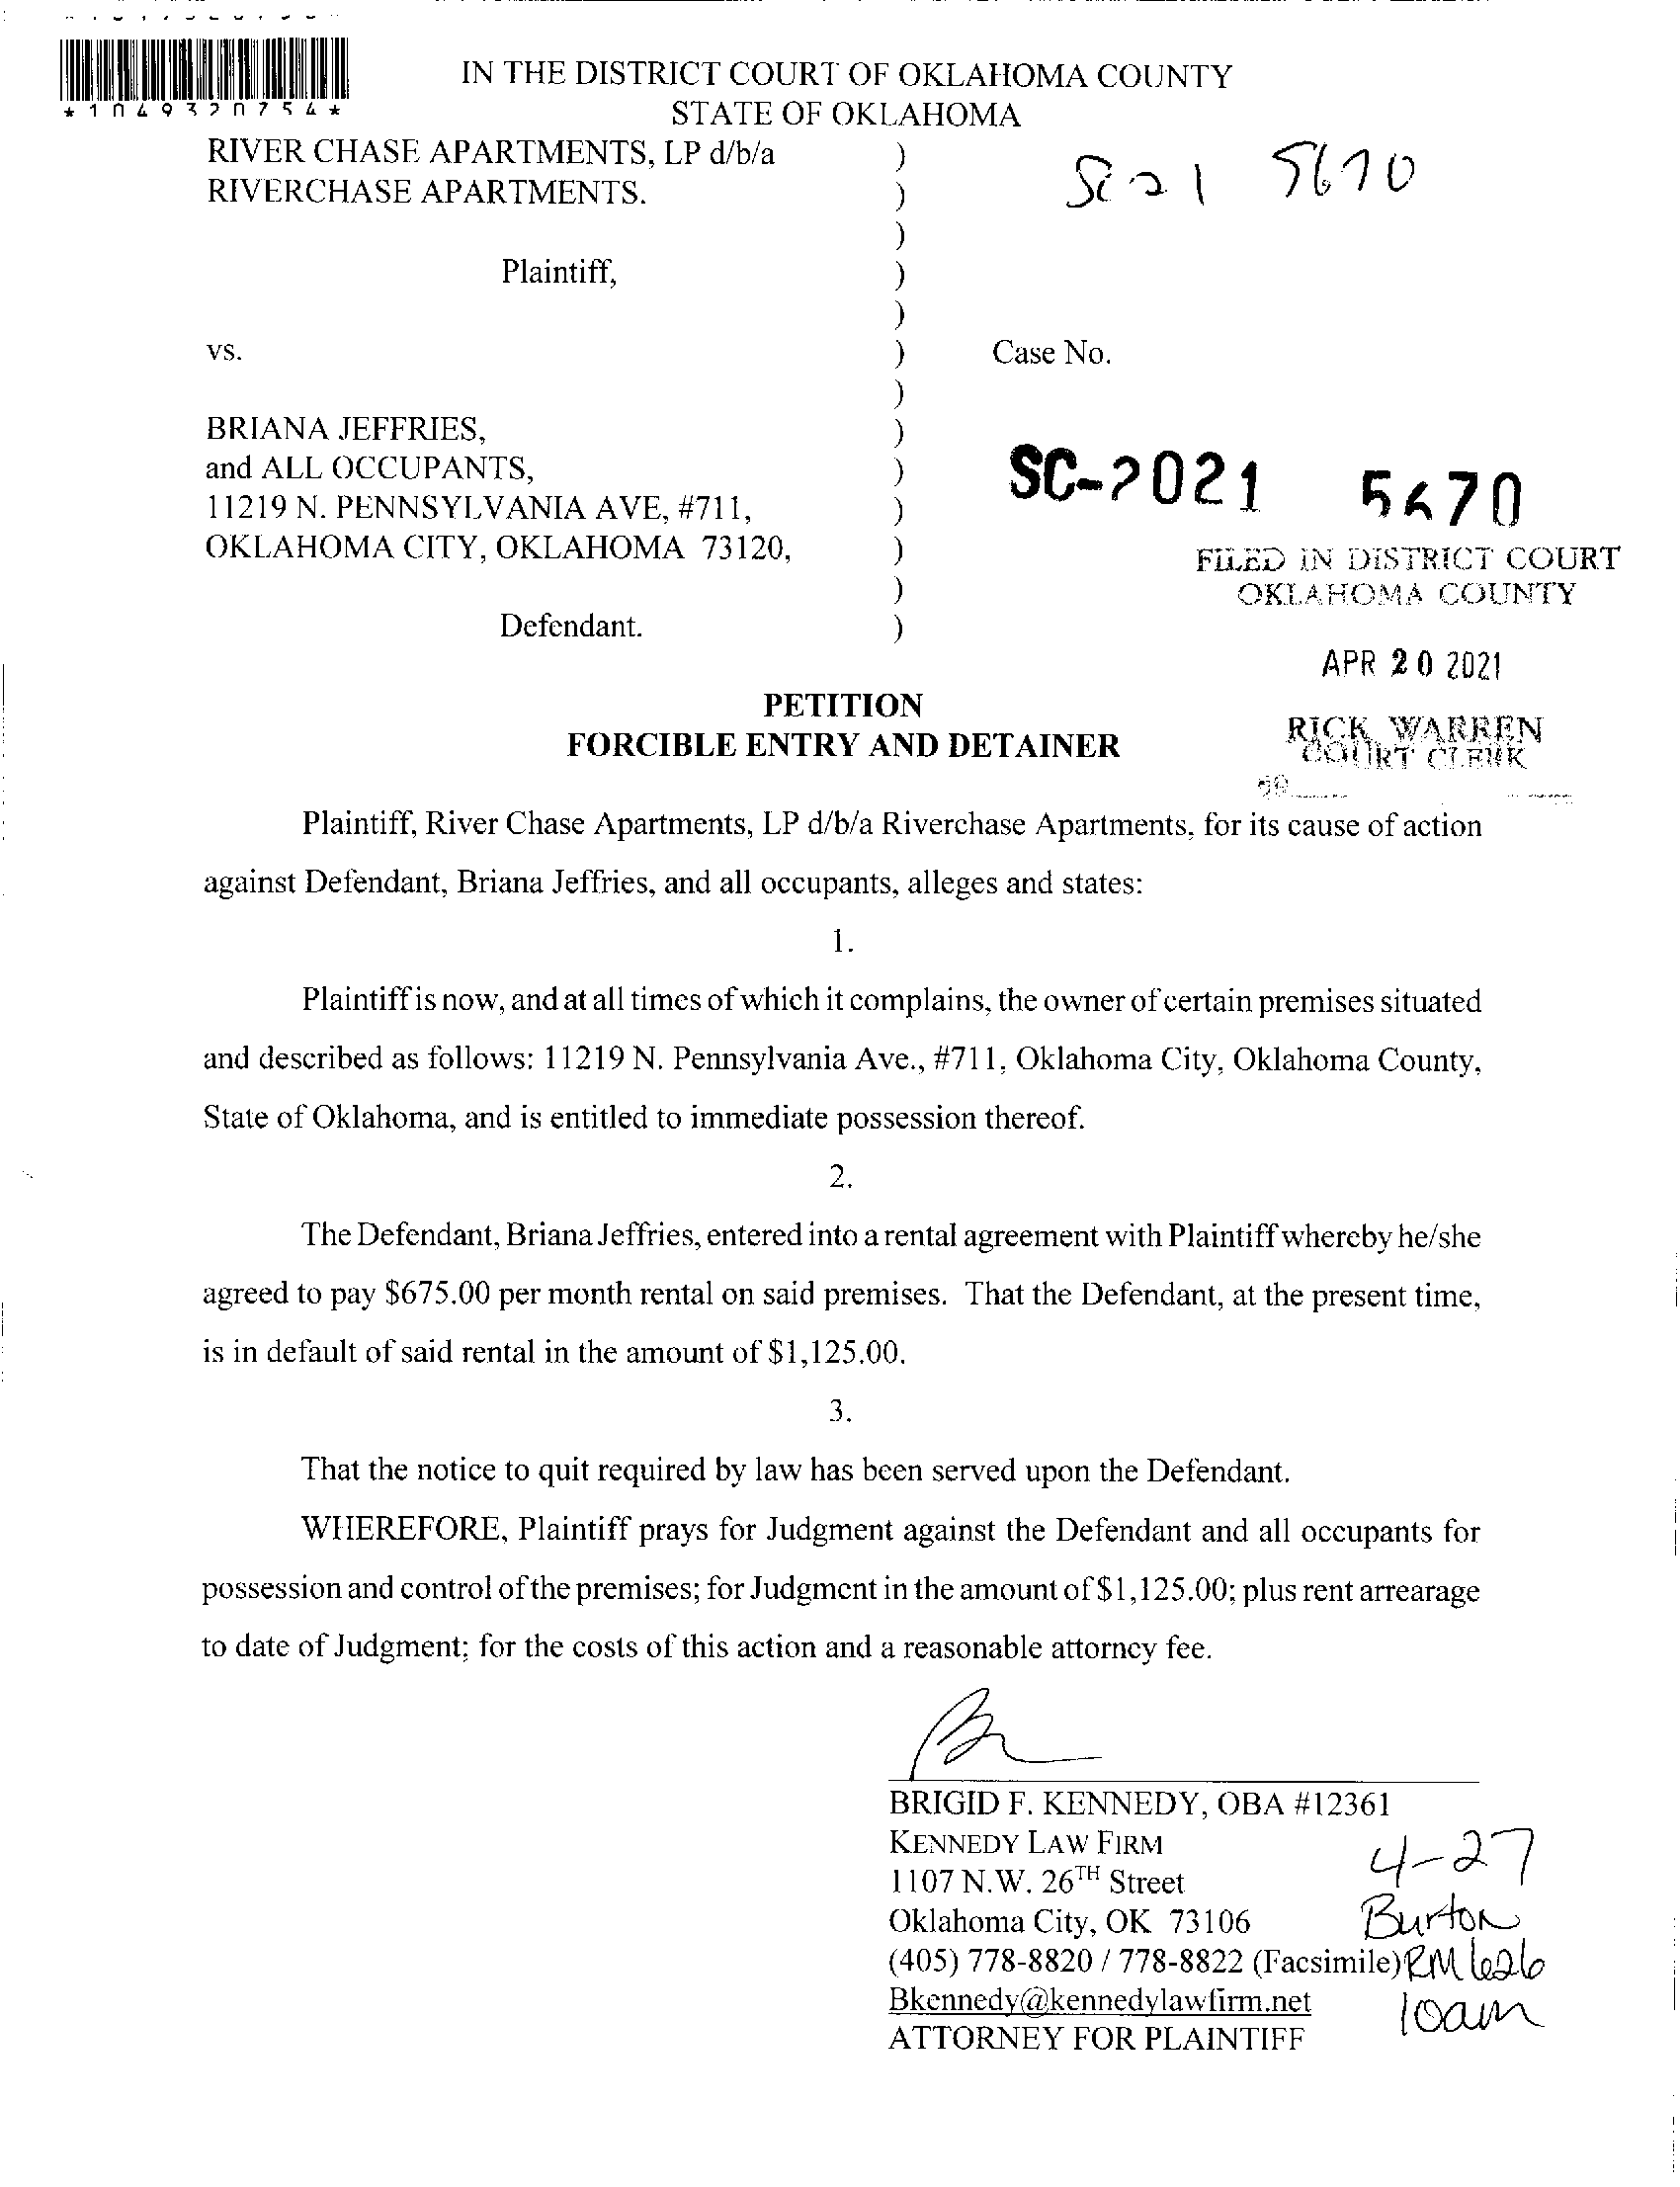 *1049320754*
IN THE DISTRICT COURT OF OKLAHOMA COUNTY
STATE OF OKLAHOMA
RIVER CHASE APARTMENTS, LP d/b/a )
RIVERCHASE APARTMENTS. )
SC 21 5670
)
Plaintiff, )
)
vs. ) Case No.
)
BRIANA JEFFRIES, )
and ALL OCCUPANTS, )
SC-2021 5670
11219 N. PENNSYLVANIA AVE, #711, )
OKLAHOMA CITY, OKLAHOMA 73120, )
FILED IN DISTRICT COURT
OKLAHOMA COUNTY
)
Defendant. )
APR 20 2021
PETITION
FORCIBLE ENTRY AND DETAINER
RICK WARREN
COURT CLERK
Plaintiff, River Chase Apartments, LP d/b/a Riverchase Apartments, for its cause of action
against Defendant, Briana Jeffries, and all occupants, alleges and states:
1.
Plaintiff is now, and at all times of which it complains, the owner of certain premises situated
and described as follows: 11219 N. Pennsylvania Ave., #711, Oklahoma City, Oklahoma County,
State of Oklahoma, and is entitled to immediate possession thereof.
2.
The Defendant, Briana Jeffries, entered into a rental agreement with Plaintiff whereby he/she
agreed to pay $675.00 per month rental on said premises. That the Defendant, at the present time,
is in default of said rental in the amount of $1,125.00.
3.
That the notice to quit required by law has been served upon the Defendant.
WHEREFORE, Plaintiff prays for Judgment against the Defendant and all occupants for
possession and control of the premises; for Judgment in the amount of $1,125.00; plus rent arrearage
to date of Judgment; for the costs of this action and a reasonable attorney fee.
BRIGID F. KENNEDY, OBA #12361
KENNEDY LAW FIRM
1107 N.W. 26TH Street
Oklahoma City, OK 73106
(405) 778-8820 / 778-8822 (Facsimile)
Bkennedy@kennedylawfirm.net
ATTORNEY FOR PLAINTIFF
4-27
Burton
RM 626
10am